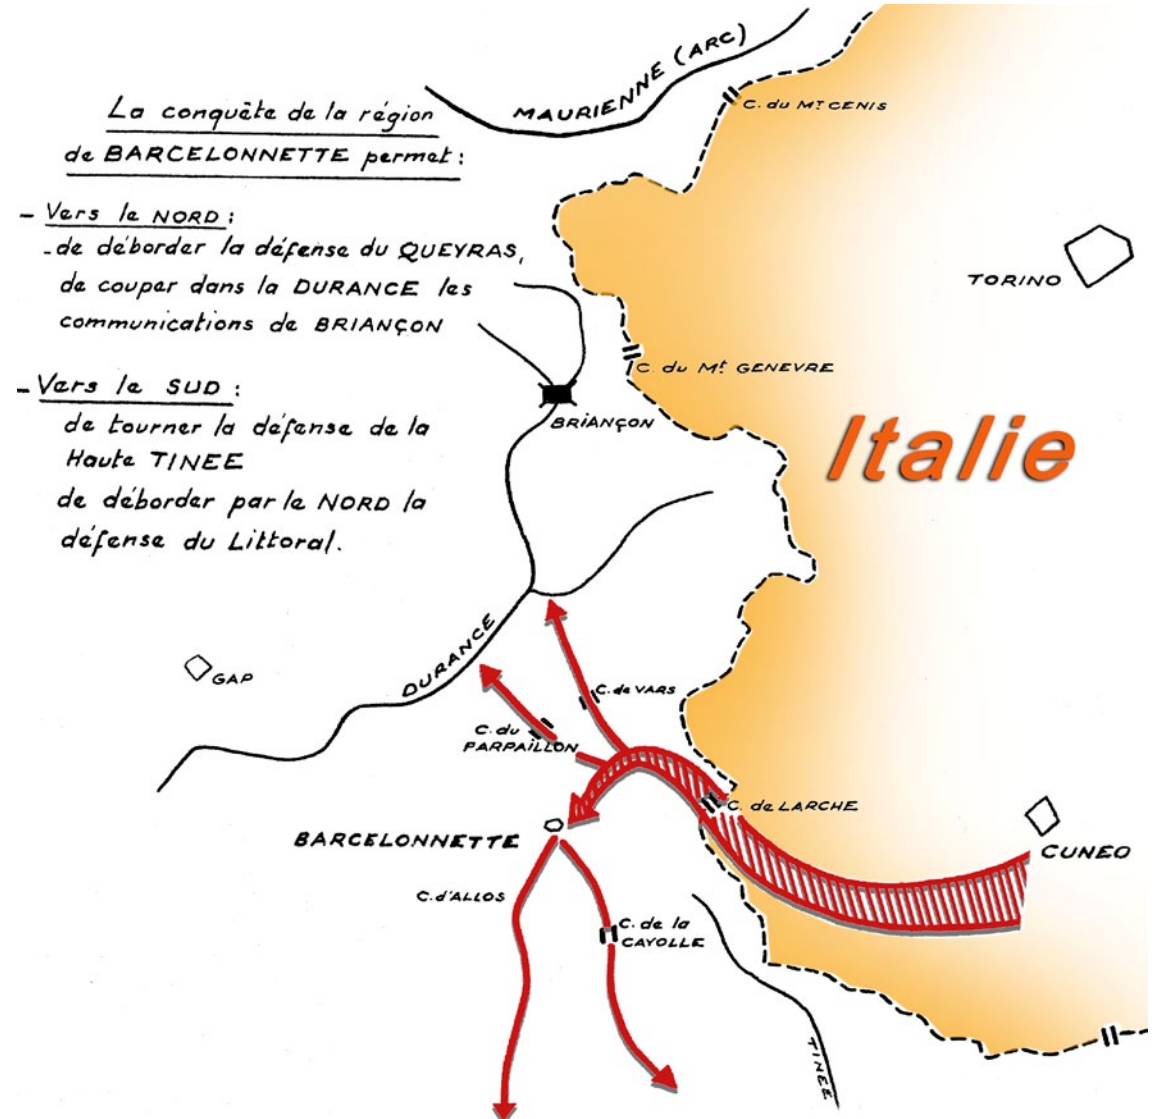 La conquête de la région
de BARCELONNETTE permet :
- Vers le NORD :
- de déborder la défense du QUEYRAS,
de couper dans la DURANCE les
communications de BRIANÇON
- Vers le SUD :
de tourner la défense de la
Haute TINEE
de déborder par le NORD la
défense du Littoral.
MAURIENNE (ARC)
C. du Mt CENIS
TORINO
C. du Mt GENEVRE
BRIANÇON
Italie
DURANCE
GAP
C. de VARS
C. du
PARPAÏLLON
C. de LARCHE
BARCELONNETTE
CUNEO
C. d'ALLOS
C. de la
CAYOLLE
TINEE